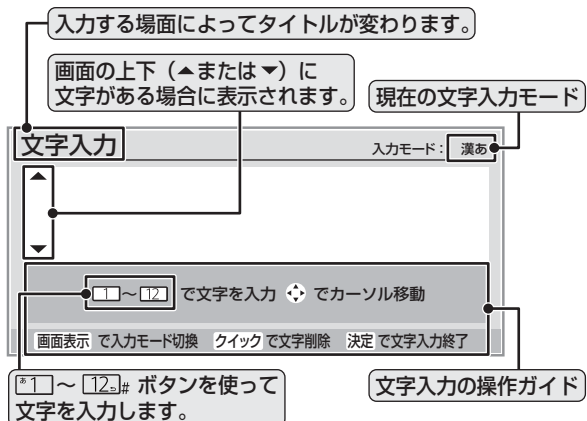 入力する場面によってタイトルが変わります。
画面の上下（▲または▼）に
文字がある場合に表示されます。
現在の文字入力モード
文字入力
入力モード： 漢あ
▲
▼
1～12 で文字を入力 でカーソル移動
画面表示 で入力モード切換 クイック で文字削除 決定 で文字入力終了
*1～12#ボタンを使って
文字を入力します。
文字入力の操作ガイド